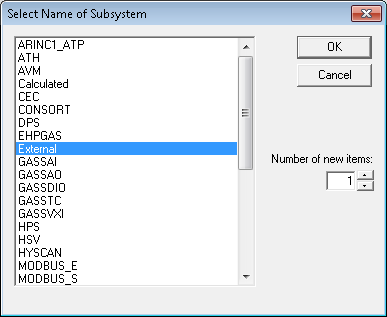 Select Name of Subsystem
ARINC1_ATP
ATH
AVM
Calculated
CEC
CONSORT
DPS
EHPGAS
External
GASSAI
GASSAO
GASSDIO
GASSTC
GASSVXI
HPS
HSV
HYSCAN
MODBUS_E
MODBUS_S
OK
Cancel
Number of new items:
1